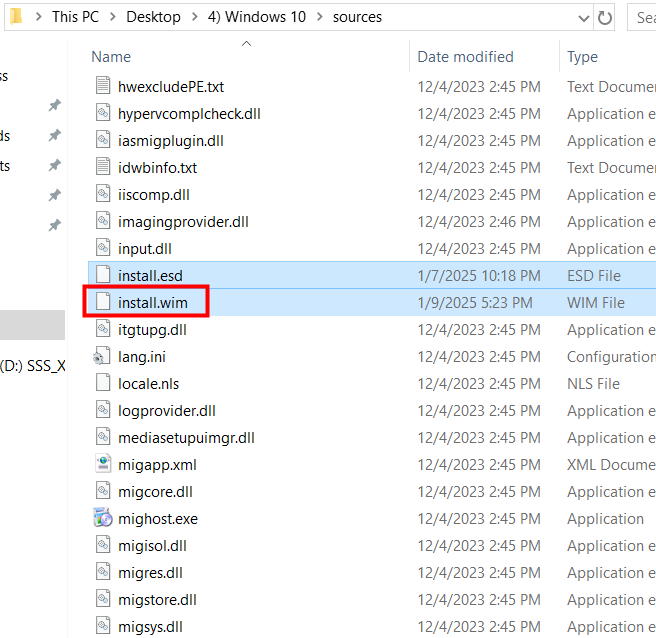 This PC > Desktop > 4) Windows 10 > sources
Sea
Name Date modified Type
hwexcludePE.txt 12/4/2023 2:45 PM Text Documen
hypervcomplcheck.dll 12/4/2023 2:45 PM Application e
iasmigplugin.dll 12/4/2023 2:45 PM Application e
idwbinfo.txt 12/4/2023 2:45 PM Text Documen
iiscomp.dll 12/4/2023 2:45 PM Application e
imagingprovider.dll 12/4/2023 2:46 PM Application e
input.dll 12/4/2023 2:45 PM Application e
install.esd 1/7/2025 10:18 PM ESD File
install.wim 1/9/2025 5:23 PM WIM File
itgtupg.dll 12/4/2023 2:45 PM Application e
lang.ini 12/4/2023 2:45 PM Configuration
locale.nls 12/4/2023 2:45 PM NLS File
logprovider.dll 12/4/2023 2:45 PM Application e
mediasetupuimgr.dll 12/4/2023 2:45 PM Application e
migapp.xml 12/4/2023 2:45 PM XML Docume
migcore.dll 12/4/2023 2:45 PM Application e
mighost.exe 12/4/2023 2:45 PM Application
migisol.dll 12/4/2023 2:45 PM Application e
migres.dll 12/4/2023 2:45 PM Application e
migstore.dll 12/4/2023 2:45 PM Application e
migsys.dll 12/4/2023 2:45 PM Application e
ss
ds
ts
(D:) SSS_X